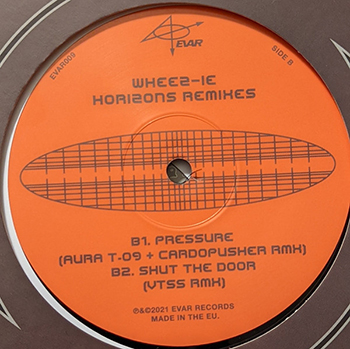 EVAR
EVAR009
SIDE B
WHEEZ-IE
HORIZONS REMIXES
B1. PRESSURE
(AURA T-09 + CARDOPUSHER RMX)
B2. SHUT THE DOOR
(VTSS RMX)
℗&©2021 EVAR RECORDS
MADE IN THE EU.